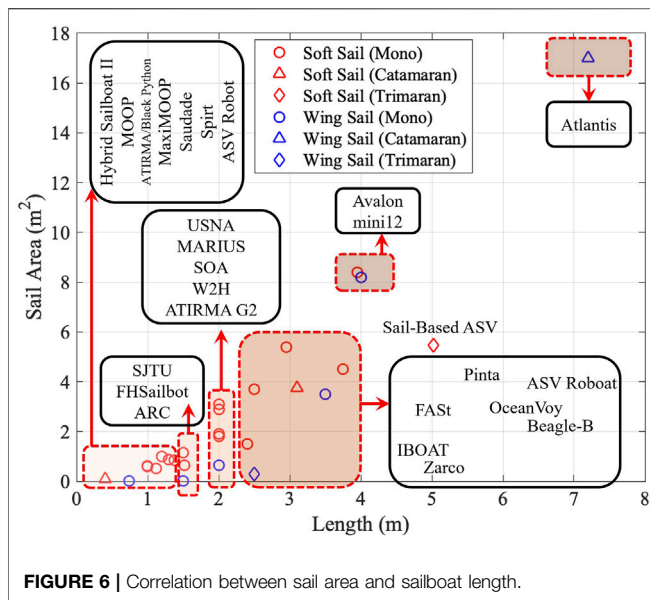 18
16
14
12
10
8
6
4
2
0
Sail Area (m²)
0
1
2
3
4
5
6
7
8
Length (m)
Hybrid Sailboat II
MOOP
ATIRMA/Black Python
MaxiMOOP
Saudade
Spirt
ASV Robot
Soft Sail (Mono)
Soft Sail (Catamaran)
Soft Sail (Trimaran)
Wing Sail (Mono)
Wing Sail (Catamaran)
Wing Sail (Trimaran)
Atlantis
Avalon
mini12
USNA
MARIUS
SOA
W2H
ATIRMA G2
SJTU
FHSailbot
ARC
Sail-Based ASV
Pinta
ASV Roboat
FASt
OceanVoy
Beagle-B
IBOAT
Zarco
FIGURE 6 | Correlation between sail area and sailboat length.